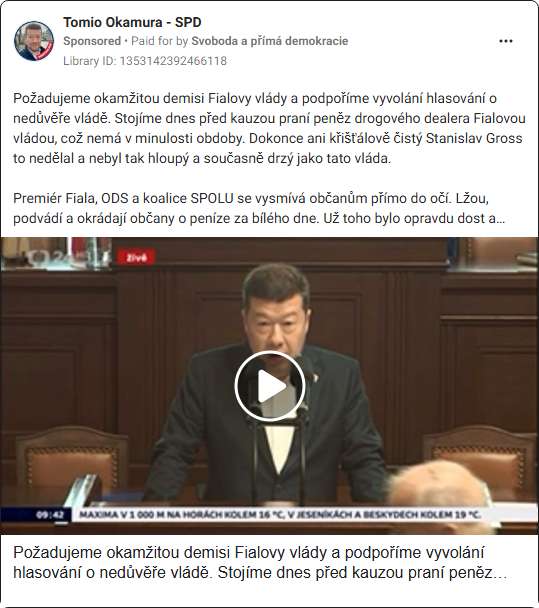 Tomio Okamura - SPD
Sponsored • Paid for by Svoboda a přímá demokracie
Library ID: 1353142392466118
Požadujeme okamžitou demisi Fialovy vlády a podpoříme vyvolání hlasování o
nedůvěře vládě. Stojíme dnes před kauzou praní peněz drogového dealera Fialovou
vládou, což nemá v minulosti obdoby. Dokonce ani křišťálově čistý Stanislav Gross
to nedělal a nebyl tak hloupý a současně drzý jako tato vláda.
Premiér Fiala, ODS a koalice SPOLU se vysmívá občanům přímo do očí. Lžou,
podvádí a okrádají občany o peníze za bílého dne. Už toho bylo opravdu dost a...
živě
09:42 MAXIMA V 1 000 M NA HORÁCH KOLEM 16 °C, V JESENÍKÁCH A BESKYDECH KOLEM 19 °C.
Požadujeme okamžitou demisi Fialovy vlády a podpoříme vyvolání
hlasování o nedůvěře vládě. Stojíme dnes před kauzou praní peněz...